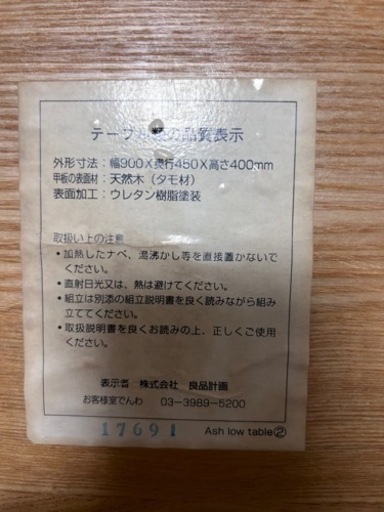 テーブル類の品質表示
外形寸法：幅900×奥行450×高さ400mm
甲板の表面材：天然木（タモ材）
表面加工：ウレタン樹脂塗装
取扱い上の注意
・加熱したナベ、湯沸かし等を直接置かないで
ください。
・直射日光又は、熱は避けてください。
・組立は別添の組立説明書を良く読みながら組み
立ててください。
・取扱説明書を良くお読みの上、正しくご使用
ください。
表示者 株式会社 良品計画
お客様室でんわ 03-3989-5200
17691 Ash low table②